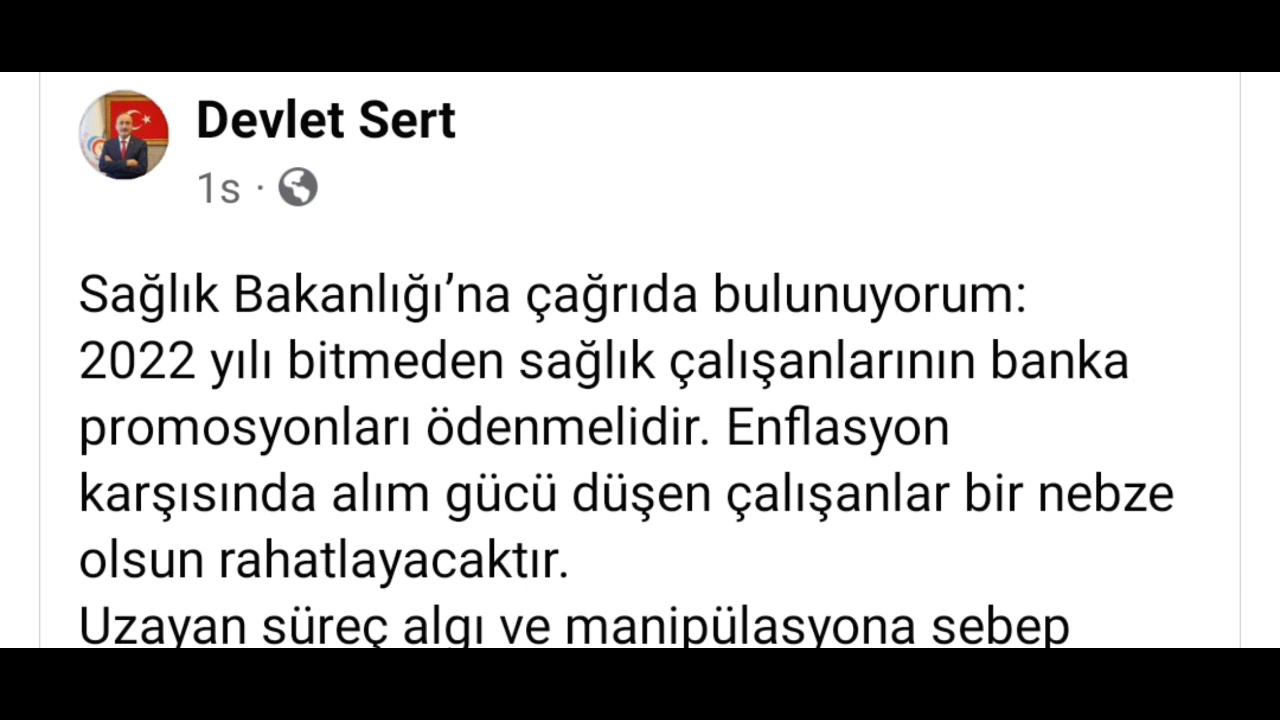 Devlet Sert
1s ·
Sağlık Bakanlığı’na çağrıda bulunuyorum:
2022 yılı bitmeden sağlık çalışanlarının banka
promosyonları ödenmelidir. Enflasyon
karşısında alım gücü düşen çalışanlar bir nebze
olsun rahatlayacaktır.
Uzayan süreç algı ve manipülasyona sebep